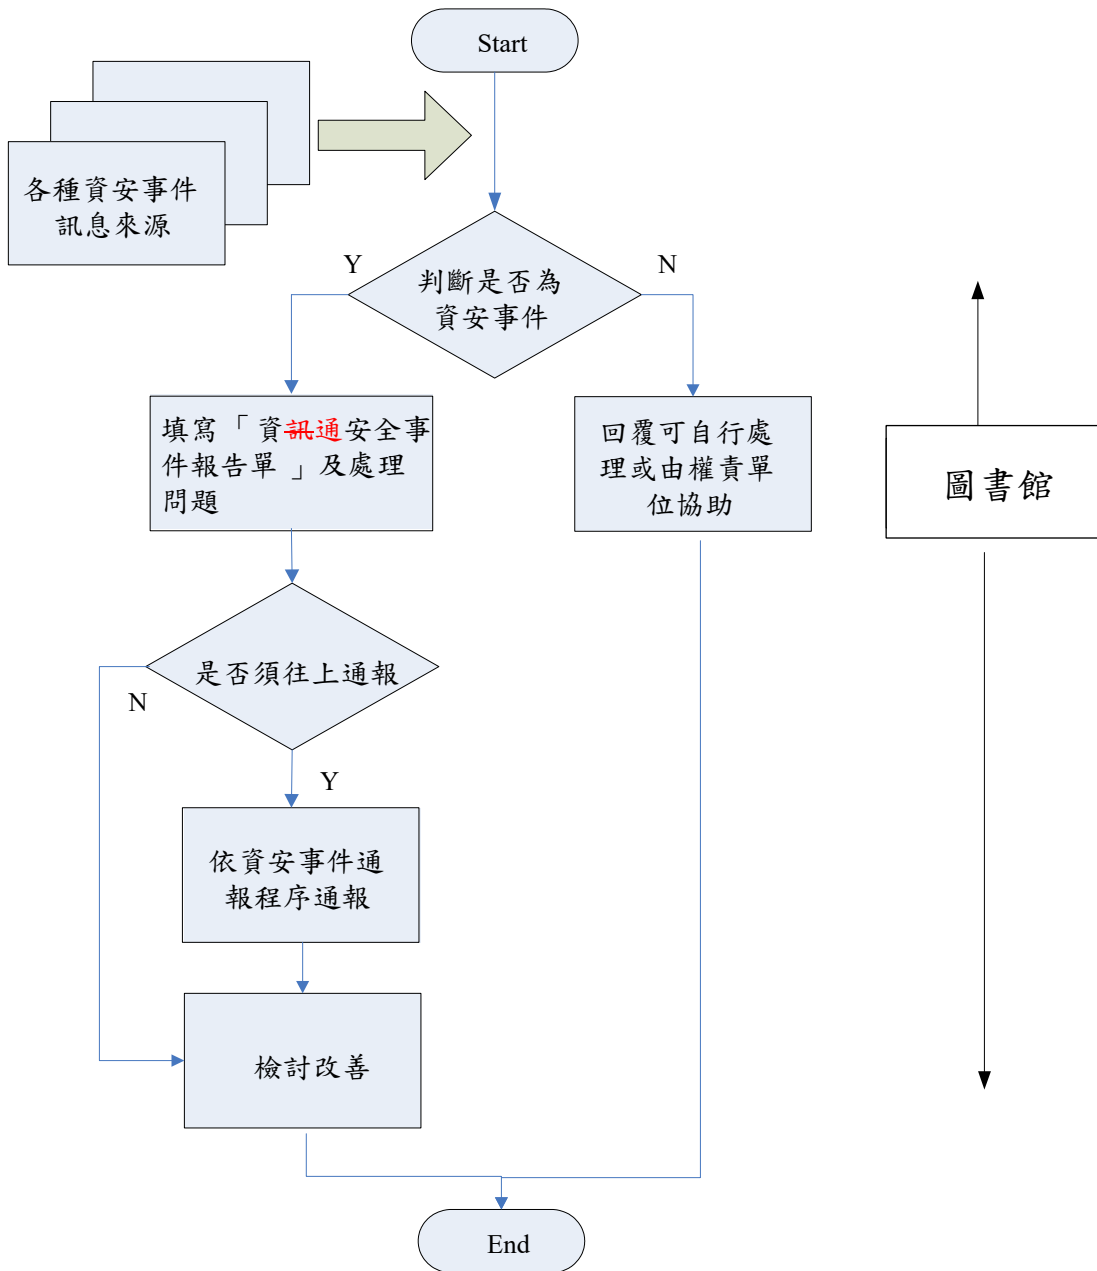 Start
各種資安事件
訊息來源
Y
N
判斷是否為
資安事件
填寫「資訊通安全事
件報告單」及處理
問題
回覆可自行處
理或由權責單
位協助
圖書館
是否須往上通報
N
Y
依資安事件通
報程序通報
檢討改善
End